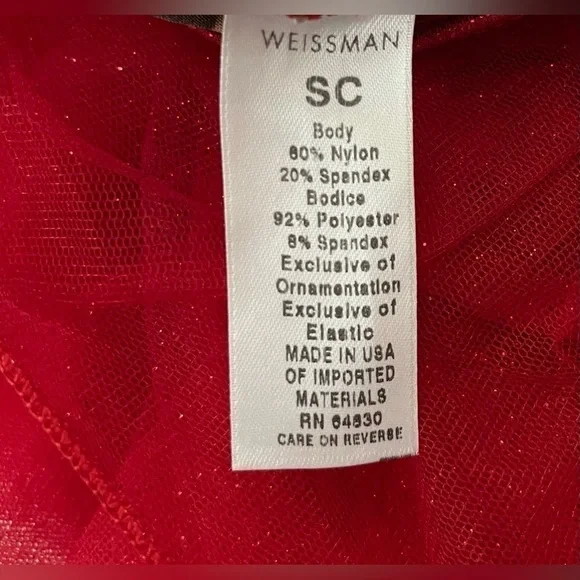 WEISSMAN
SC
Body
80% Nylon
20% Spandex
Bodice
92% Polyester
8% Spandex
Exclusive of
Ornamentation
Exclusive of
Elastic
MADE IN USA
OF IMPORTED
MATERIALS
RN 64630
CARE ON REVERSE